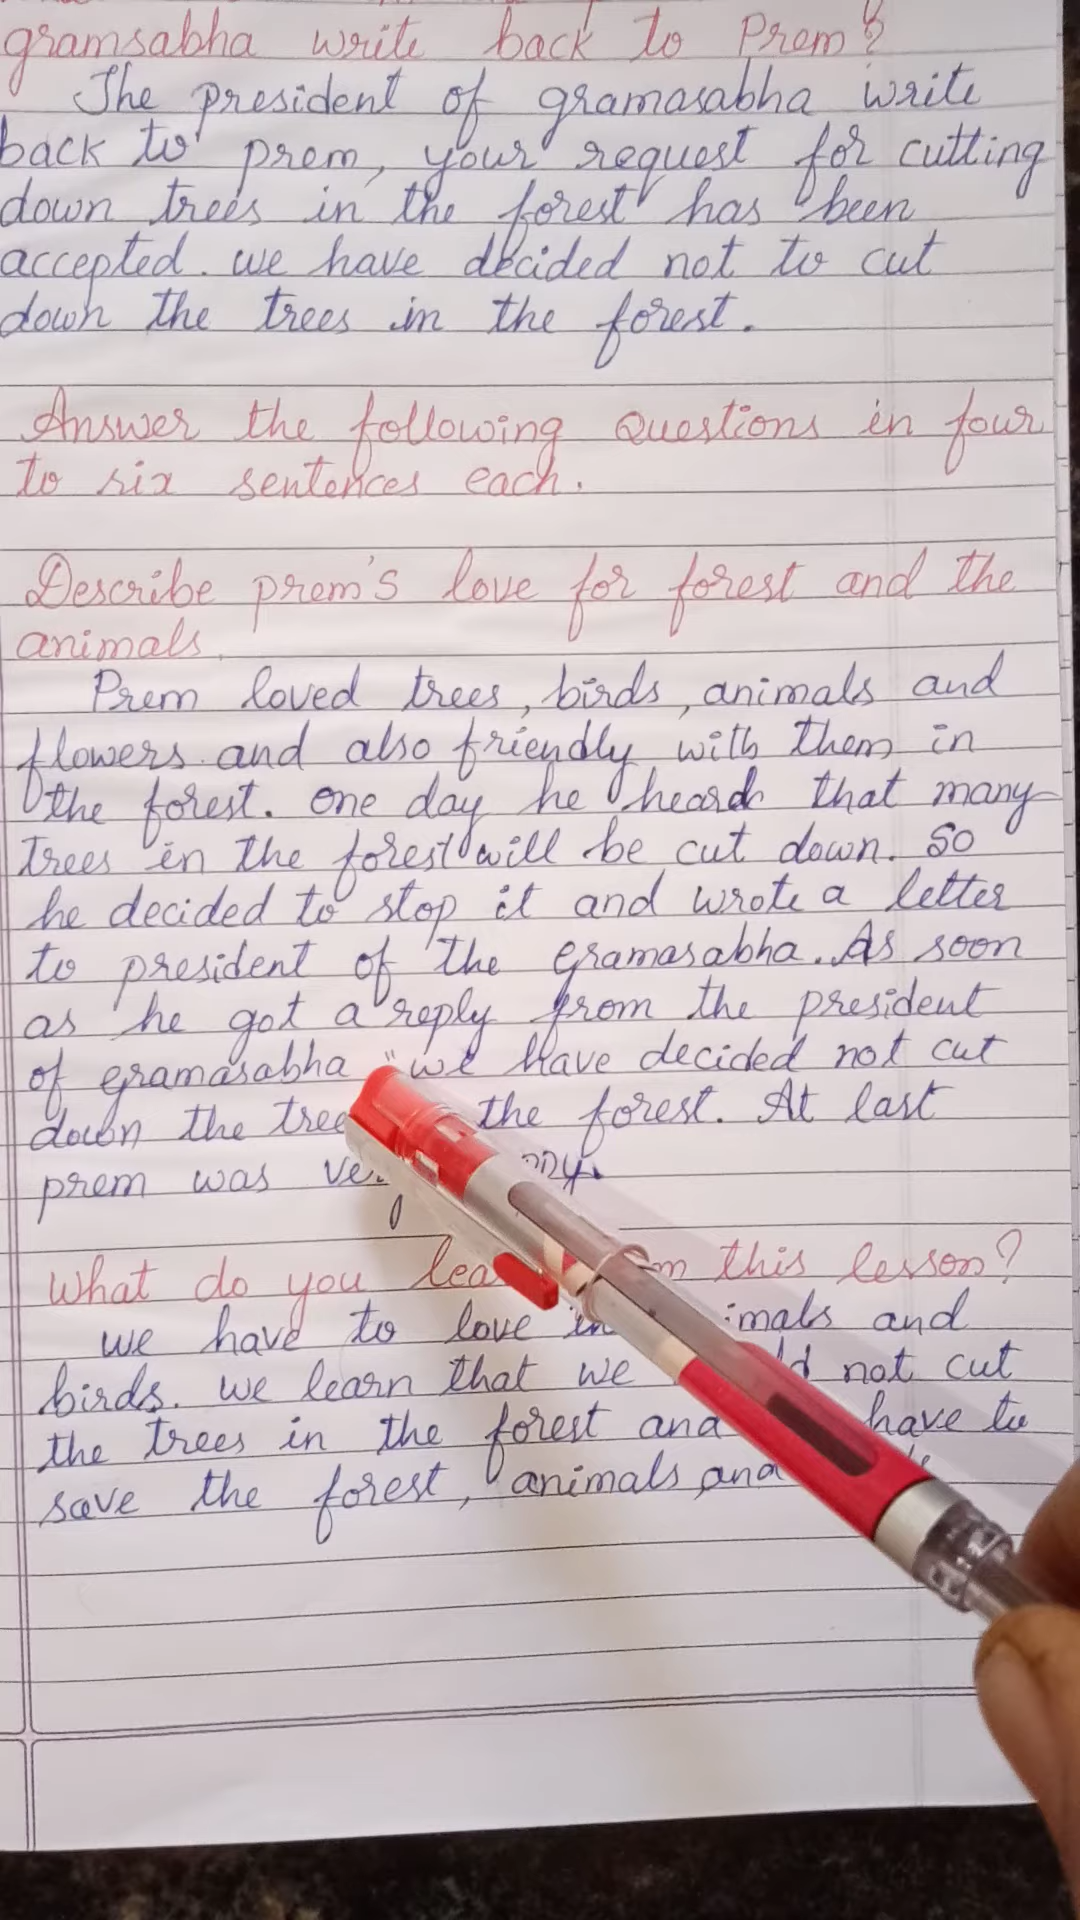 gramsabha write back to Prem?
The president of gramasabha write
back to prem, your request for cutting
down trees in the forest has been
accepted. we have decided not to cut
down the trees in the forest.
Answer the following Questions in four
to six sentences each.
Describe prem's love for forest and the
animals.
Prem loved trees, birds, animals and
flowers. and also friendly with them in
the forest. one day he heard that many
trees in the forest will be cut down. So
he decided to stop it and wrote a letter
to president of the gramasabha. As soon
as he got a reply from the president
of gramasabha "we have decided not cut
down the tree the forest. At last
prem was
What do you this lesson?
we have to love and
birds. we learn that we not cut
the trees in the forest and have to
save the forest, animals, and